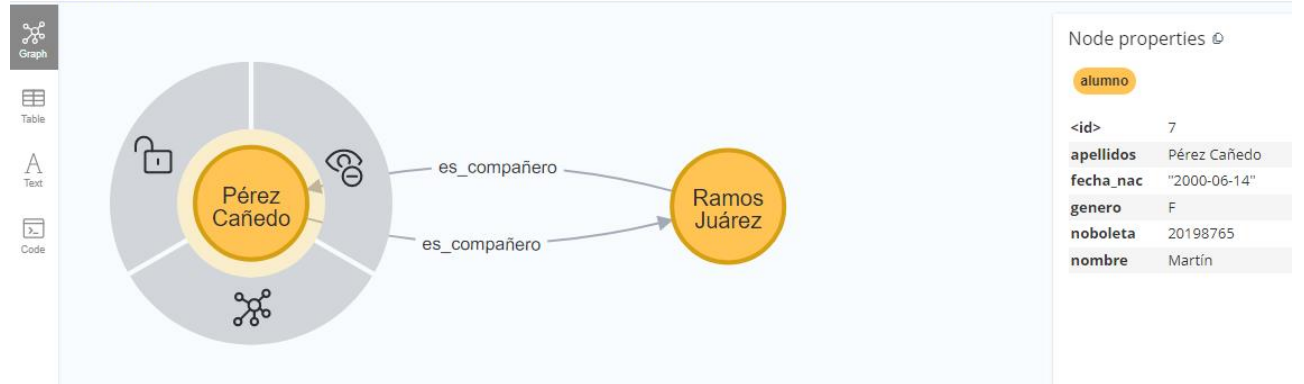 Graph
Table
A
Text
Code
Pérez
Cañedo
es_compañero
es_compañero
Ramos
Juárez
Node properties
alumno
<id> 7
apellidos Pérez Cañedo
fecha_nac "2000-06-14"
genero F
noboleta 20198765
nombre Martín